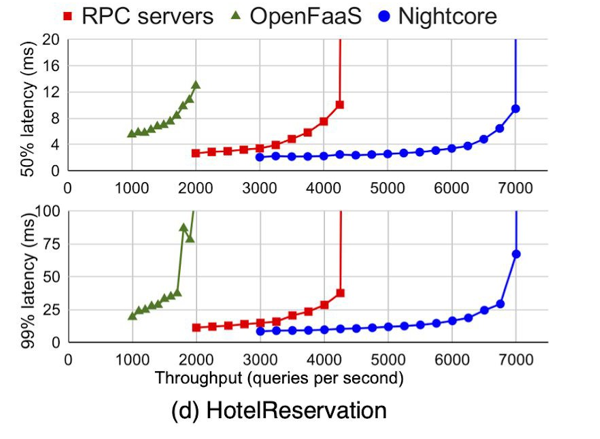 RPC servers OpenFaaS Nightcore
50% latency (ms)
20
16
12
8
4
0
0 1000 2000 3000 4000 5000 6000 7000
99% latency (ms)
100
75
50
25
0
0 1000 2000 3000 4000 5000 6000 7000
Throughput (queries per second)
(d) HotelReservation